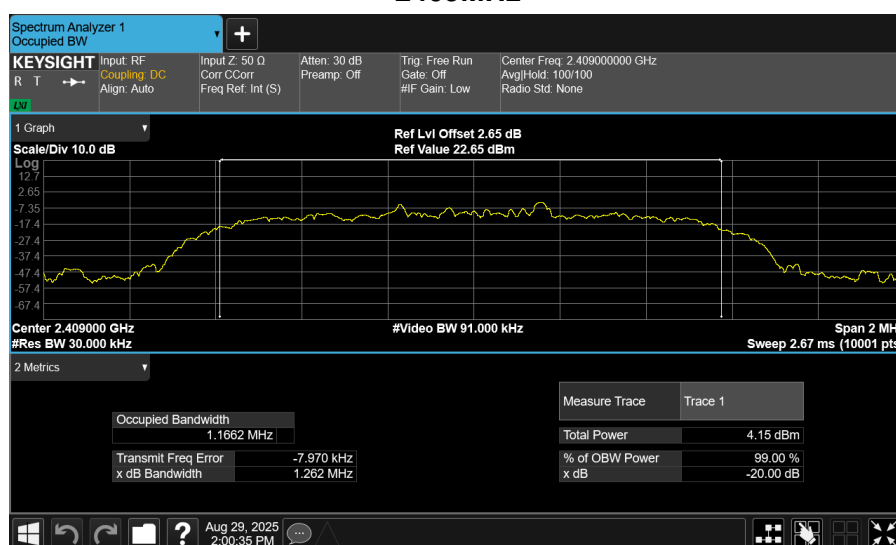 Spectrum Analyzer 1
Occupied BW
KEYSIGHT
R T
LXI
Input: RF
Coupling: DC
Align: Auto
Input Z: 50 Ω
Corr CCorr
Freq Ref: Int (S)
Atten: 30 dB
Preamp: Off
Trig: Free Run
Gate: Off
#IF Gain: Low
Center Freq: 2.409000000 GHz
Avg|Hold: 100/100
Radio Std: None
1 Graph
Scale/Div 10.0 dB
Ref Lvl Offset 2.65 dB
Ref Value 22.65 dBm
Log
12.7
2.65
-7.35
-17.4
-27.4
-37.4
-47.4
-57.4
-67.4
Center 2.409000 GHz
#Res BW 30.000 kHz
#Video BW 91.000 kHz
Span 2 MH
Sweep 2.67 ms (10001 pts
2 Metrics
Measure Trace Trace 1
Occupied Bandwidth
1.1662 MHz
Total Power 4.15 dBm
Transmit Freq Error -7.970 kHz
% of OBW Power 99.00 %
x dB Bandwidth 1.262 MHz
x dB -20.00 dB
?
Aug 29, 2025
2:00:35 PM